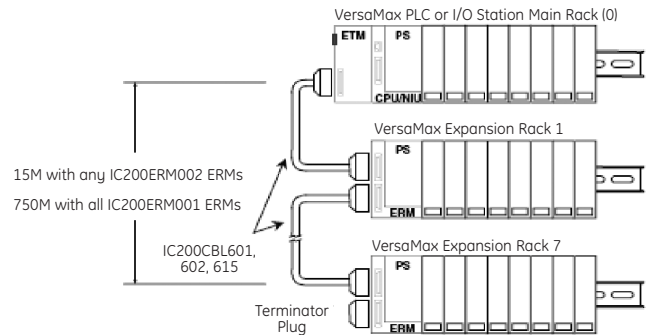 VersaMax PLC or I/O Station Main Rack (0)
ETM PS
CPU/NIU
VersaMax Expansion Rack 1
PS
ERM
15M with any IC200ERM002 ERMs
750M with all IC200ERM001 ERMs
IC200CBL601,
602, 615
VersaMax Expansion Rack 7
PS
ERM
Terminator
Plug